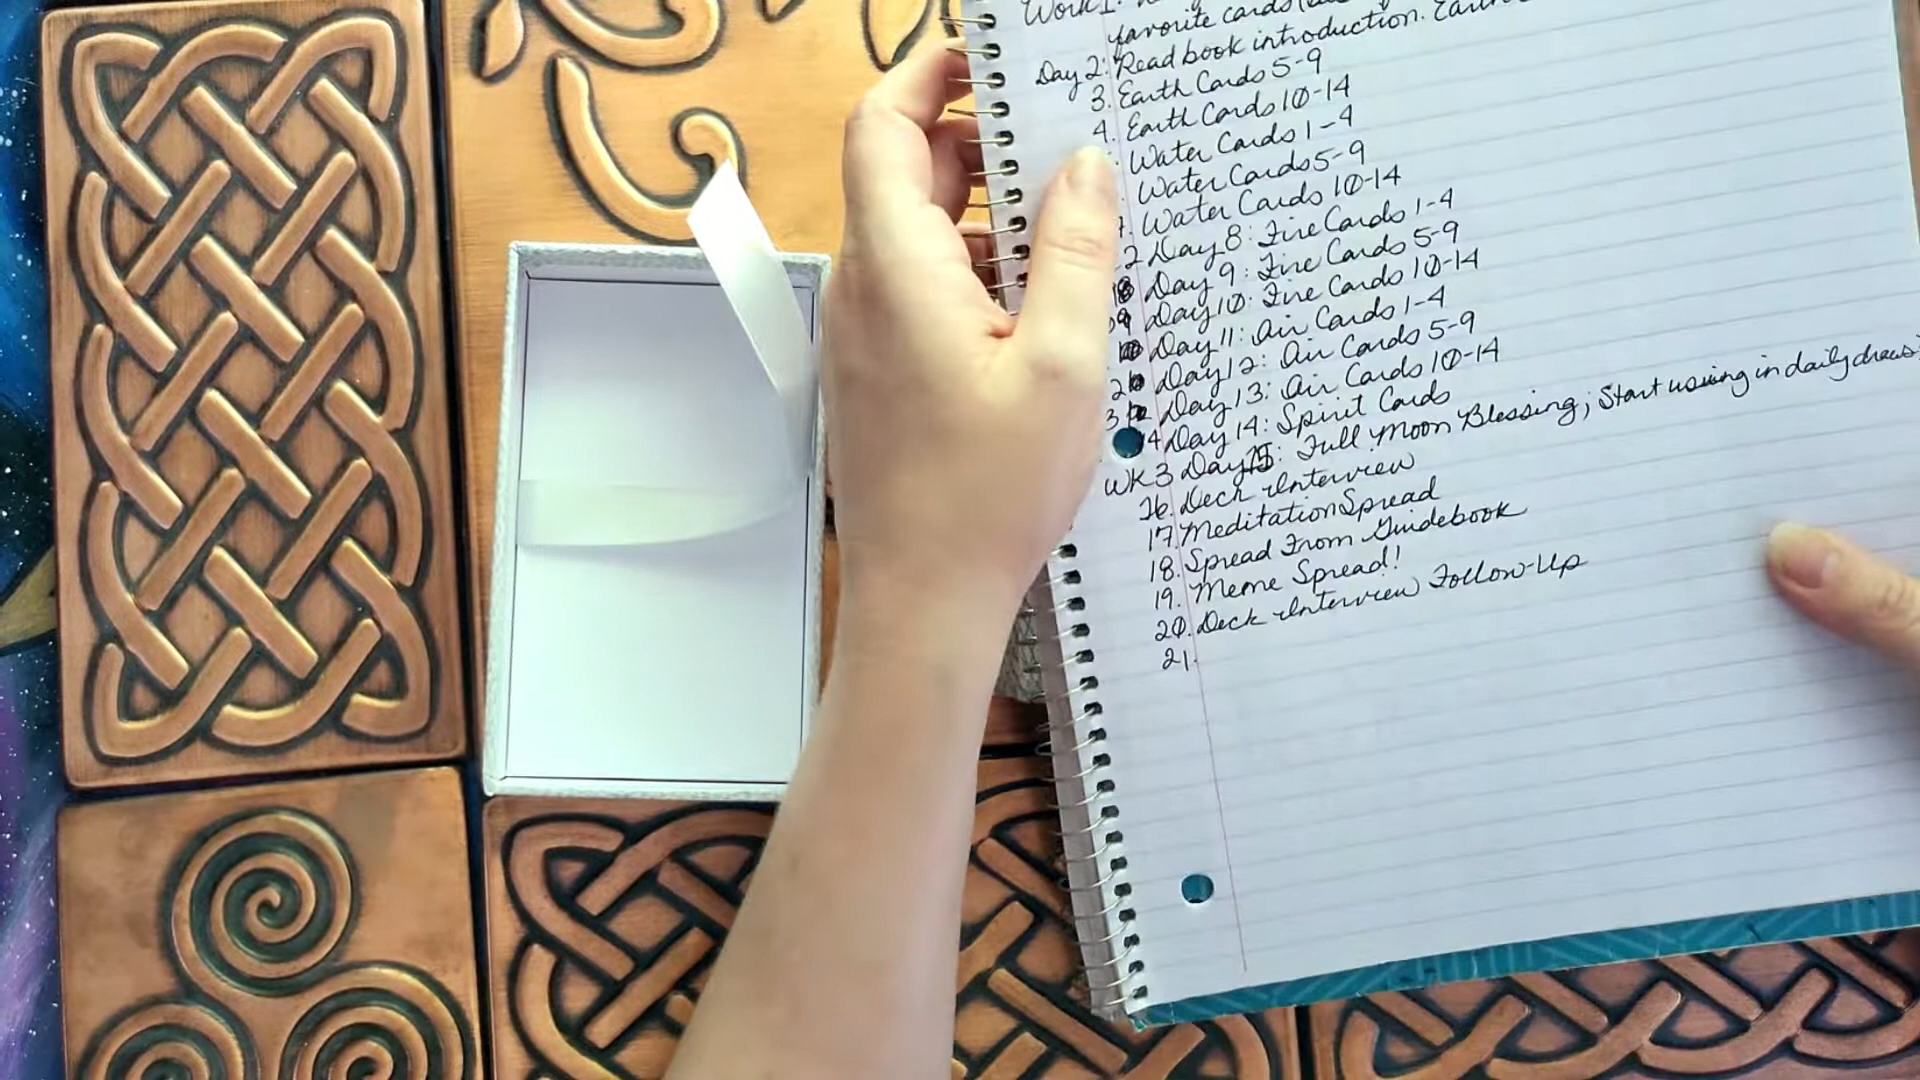 Work 1:
favorite cards
Day 2: Read book introduction. Earth
3. Earth Cards 5-9
4. Earth Cards 10-14
Water Cards 1-4
Water Cards 5-9
7. Water Cards 10-14
2 Day 8: Fire Cards 1-4
Day 9: Fire Cards 5-9
Day 10: Fire Cards 10-14
Day 11: Air Cards 1-4
Day 12: Air Cards 5-9
Day 13: Air Cards 10-14
14 Day 14: Spirit Cards
WK 3 Day 15: Full Moon Blessing; Start using in daily draws
16. Deck Interview
17. Meditation Spread
18. Spread From Guidebook
19. Meme Spread!
20. Deck Interview Follow-Up
21.